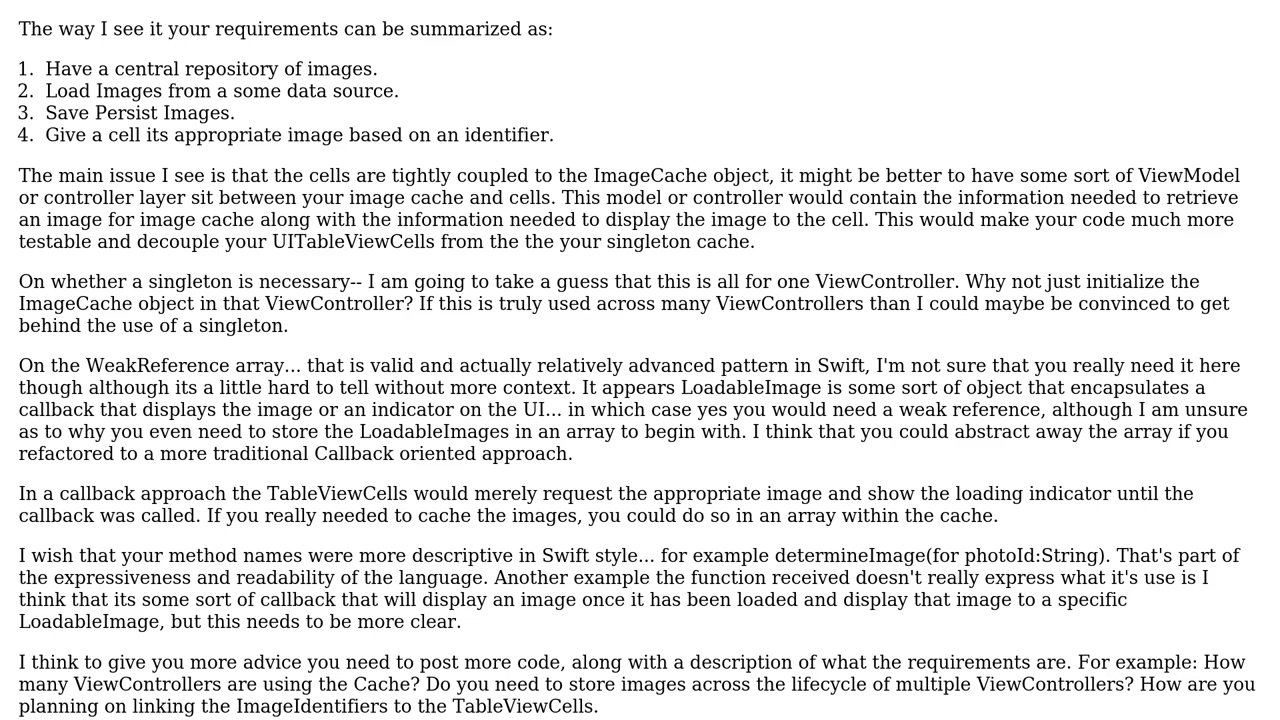 The way I see it your requirements can be summarized as:
1. Have a central repository of images.
2. Load Images from a some data source.
3. Save Persist Images.
4. Give a cell its appropriate image based on an identifier.
The main issue I see is that the cells are tightly coupled to the ImageCache object, it might be better to have some sort of ViewModel
or controller layer sit between your image cache and cells. This model or controller would contain the information needed to retrieve
an image for image cache along with the information needed to display the image to the cell. This would make your code much more
testable and decouple your UITableViewCells from the the your singleton cache.
On whether a singleton is necessary-- I am going to take a guess that this is all for one ViewController. Why not just initialize the
ImageCache object in that ViewController? If this is truly used across many ViewControllers than I could maybe be convinced to get
behind the use of a singleton.
On the WeakReference array... that is valid and actually relatively advanced pattern in Swift, I'm not sure that you really need it here
though although its a little hard to tell without more context. It appears LoadableImage is some sort of object that encapsulates a
callback that displays the image or an indicator on the UI... in which case yes you would need a weak reference, although I am unsure
as to why you even need to store the LoadableImages in an array to begin with. I think that you could abstract away the array if you
refactored to a more traditional Callback oriented approach.
In a callback approach the TableViewCells would merely request the appropriate image and show the loading indicator until the
callback was called. If you really needed to cache the images, you could do so in an array within the cache.
I wish that your method names were more descriptive in Swift style... for example determineImage(for photoId:String). That's part of
the expressiveness and readability of the language. Another example the function received doesn't really express what it's use is I
think that its some sort of callback that will display an image once it has been loaded and display that image to a specific
LoadableImage, but this needs to be more clear.
I think to give you more advice you need to post more code, along with a description of what the requirements are. For example: How
many ViewControllers are using the Cache? Do you need to store images across the lifecycle of multiple ViewControllers? How are you
planning on linking the ImageIdentifiers to the TableViewCells.